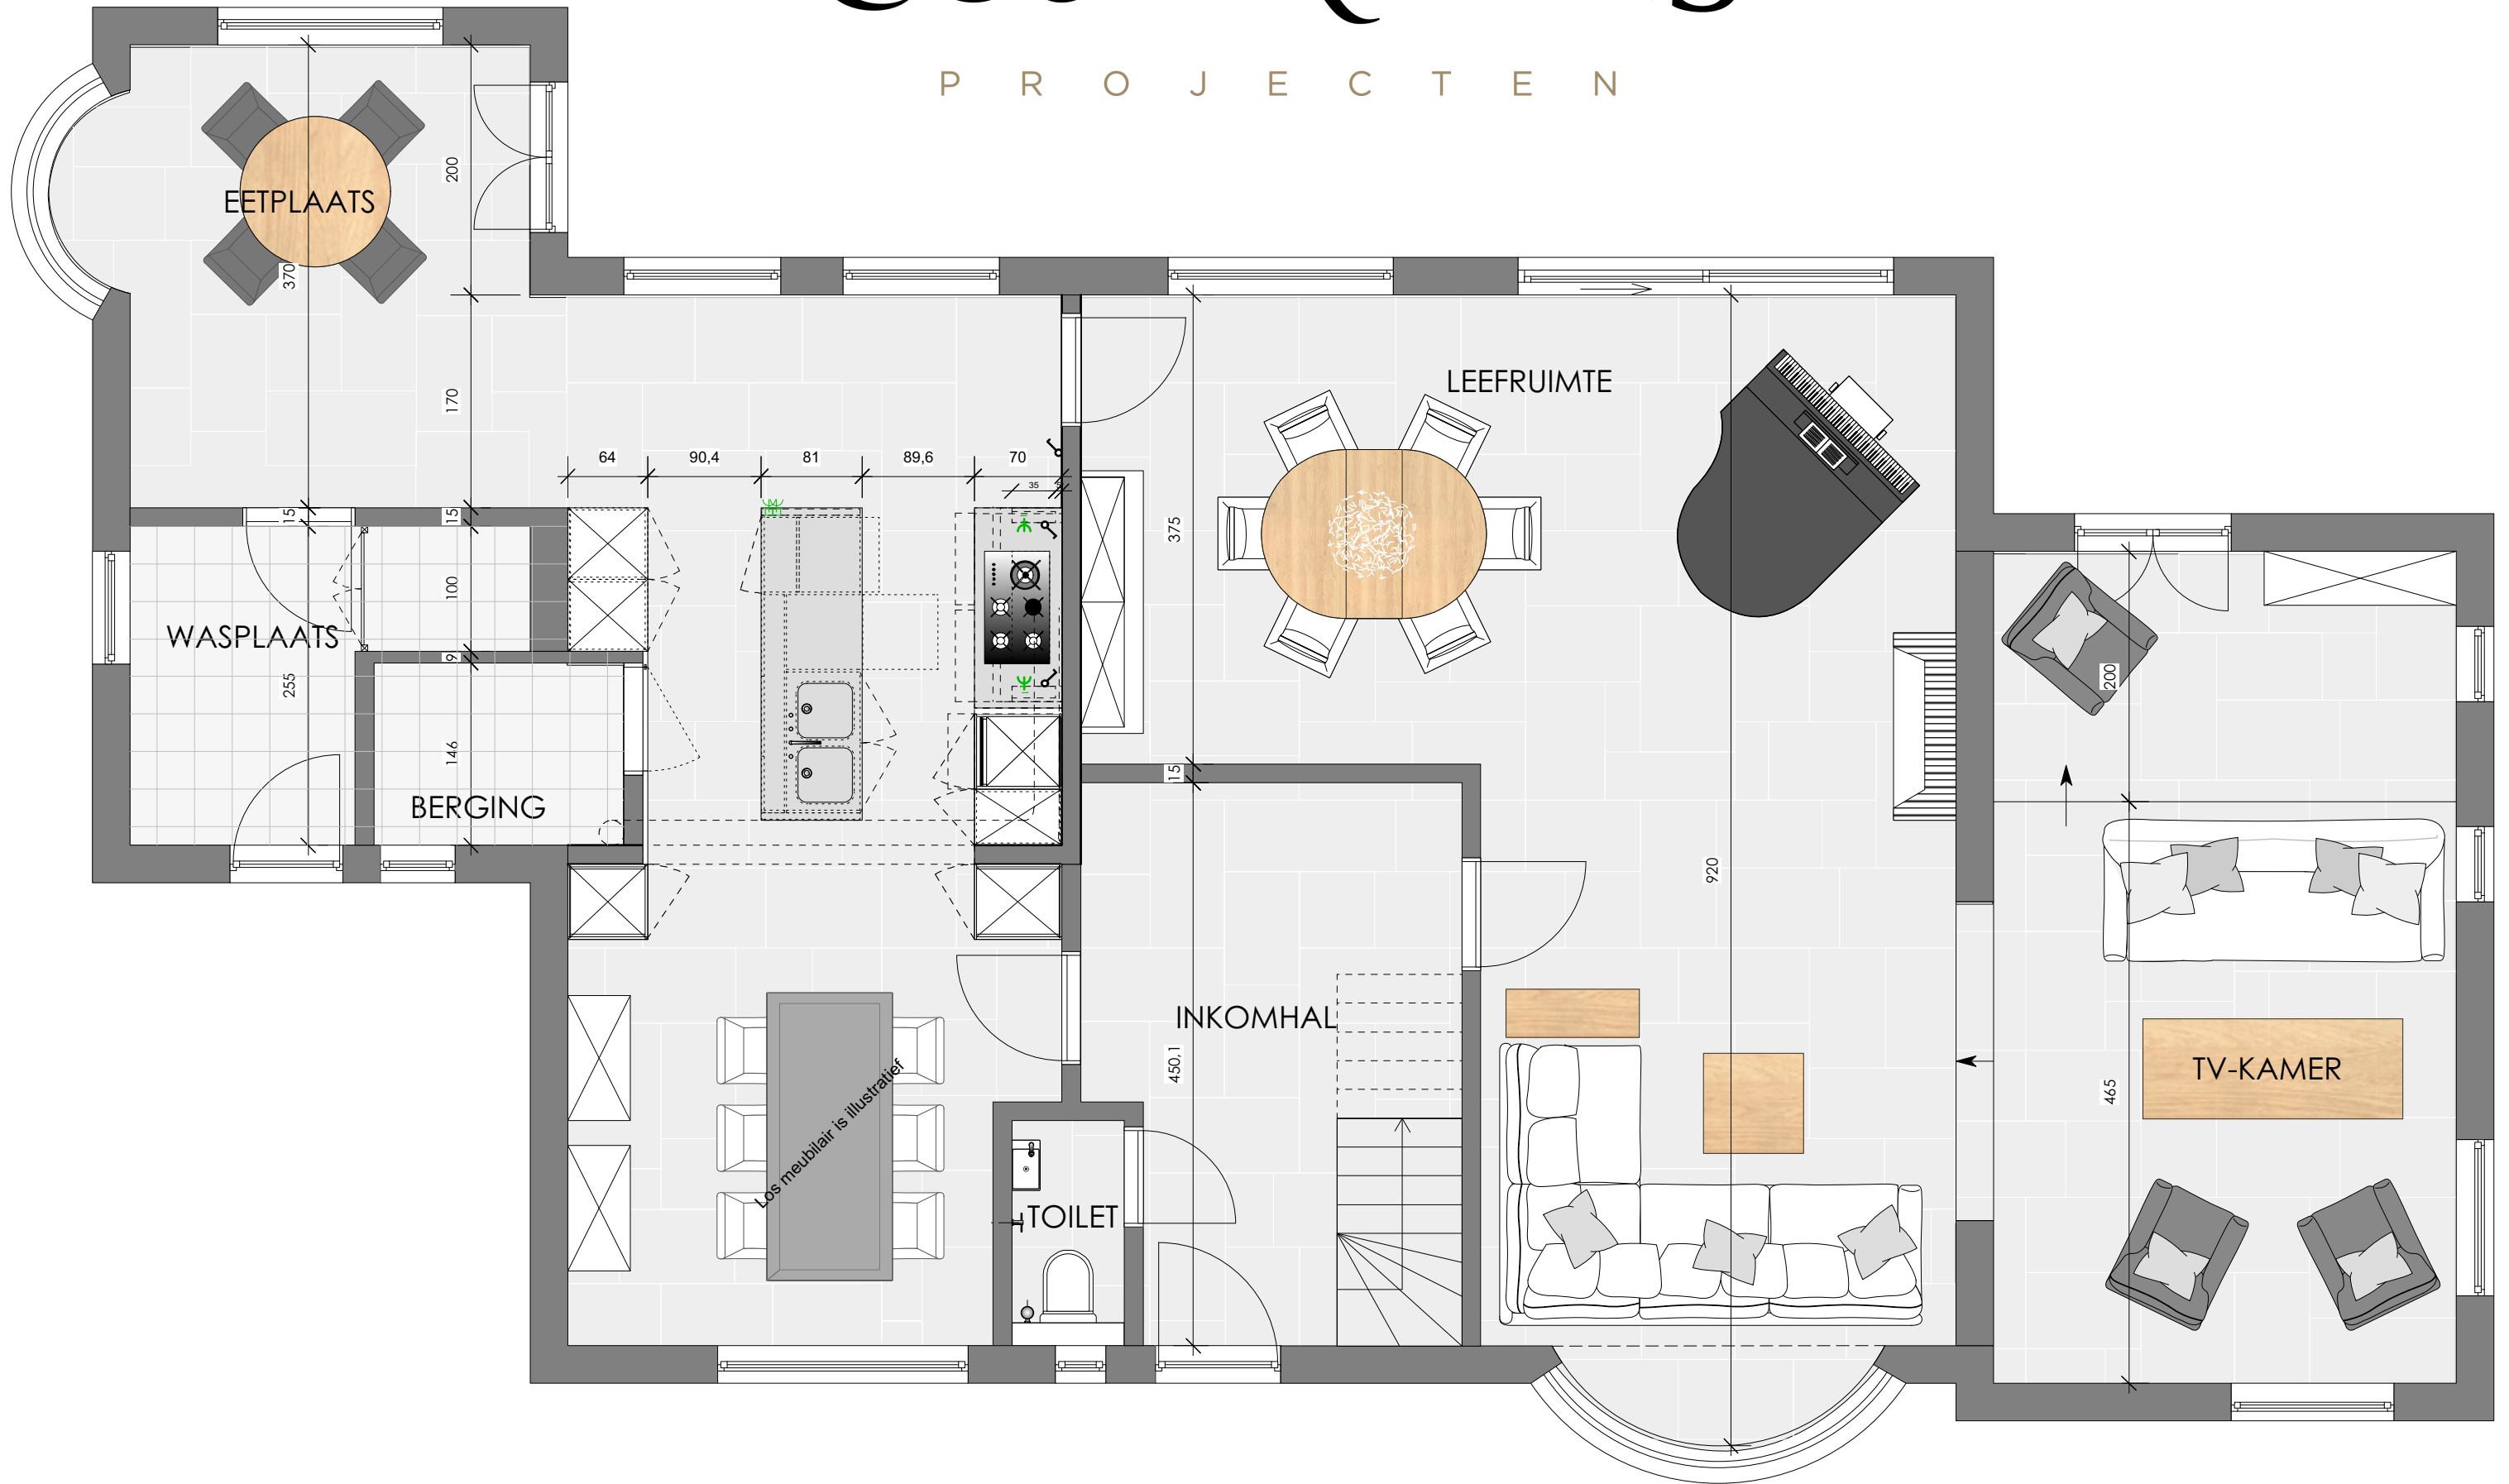 PROJECTEN
EETPLAATS
200
370
170
LEEFRUIMTE
64
90,4
81
89,6
70
35
15
15
375
100
WASPLAATS
9
255
200
146
15
BERGING
920
INKOMHAL
450,1
TV-KAMER
465
Los meubilair is illustratief
TOILET